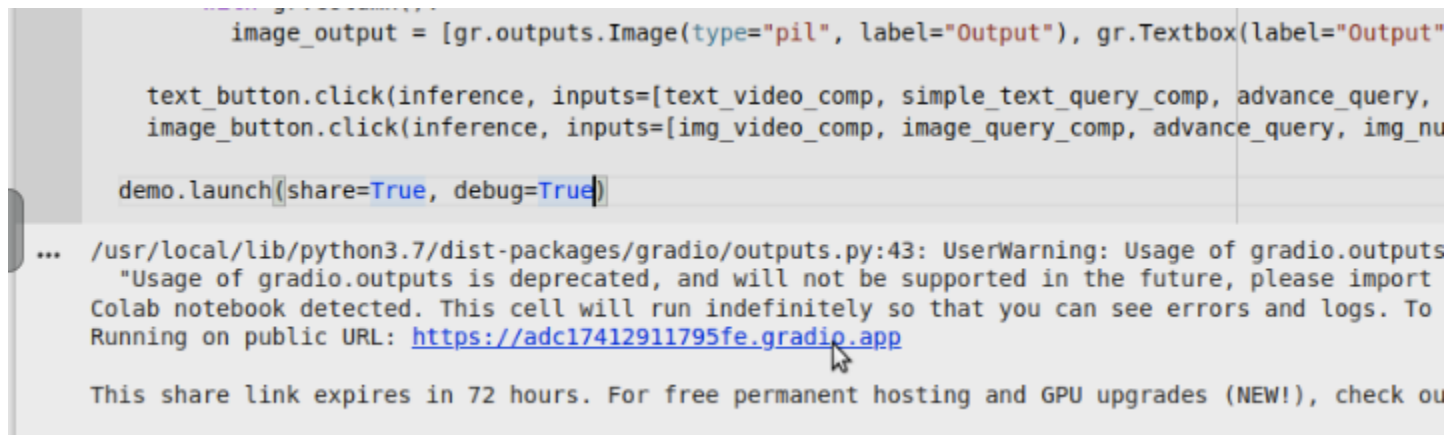 image_output = [gr.outputs.Image(type="pil", label="Output"), gr.Textbox(label="Output"
text_button.click(inference, inputs=[text_video_comp, simple_text_query_comp, advance_query,
image_button.click(inference, inputs=[img_video_comp, image_query_comp, advance_query, img_nu
demo.launch(share=True, debug=True)
... /usr/local/lib/python3.7/dist-packages/gradio/outputs.py:43: UserWarning: Usage of gradio.outputs
"Usage of gradio.outputs is deprecated, and will not be supported in the future, please import
Colab notebook detected. This cell will run indefinitely so that you can see errors and logs. To
Running on public URL: https://adc17412911795fe.gradio.app
This share link expires in 72 hours. For free permanent hosting and GPU upgrades (NEW!), check ou